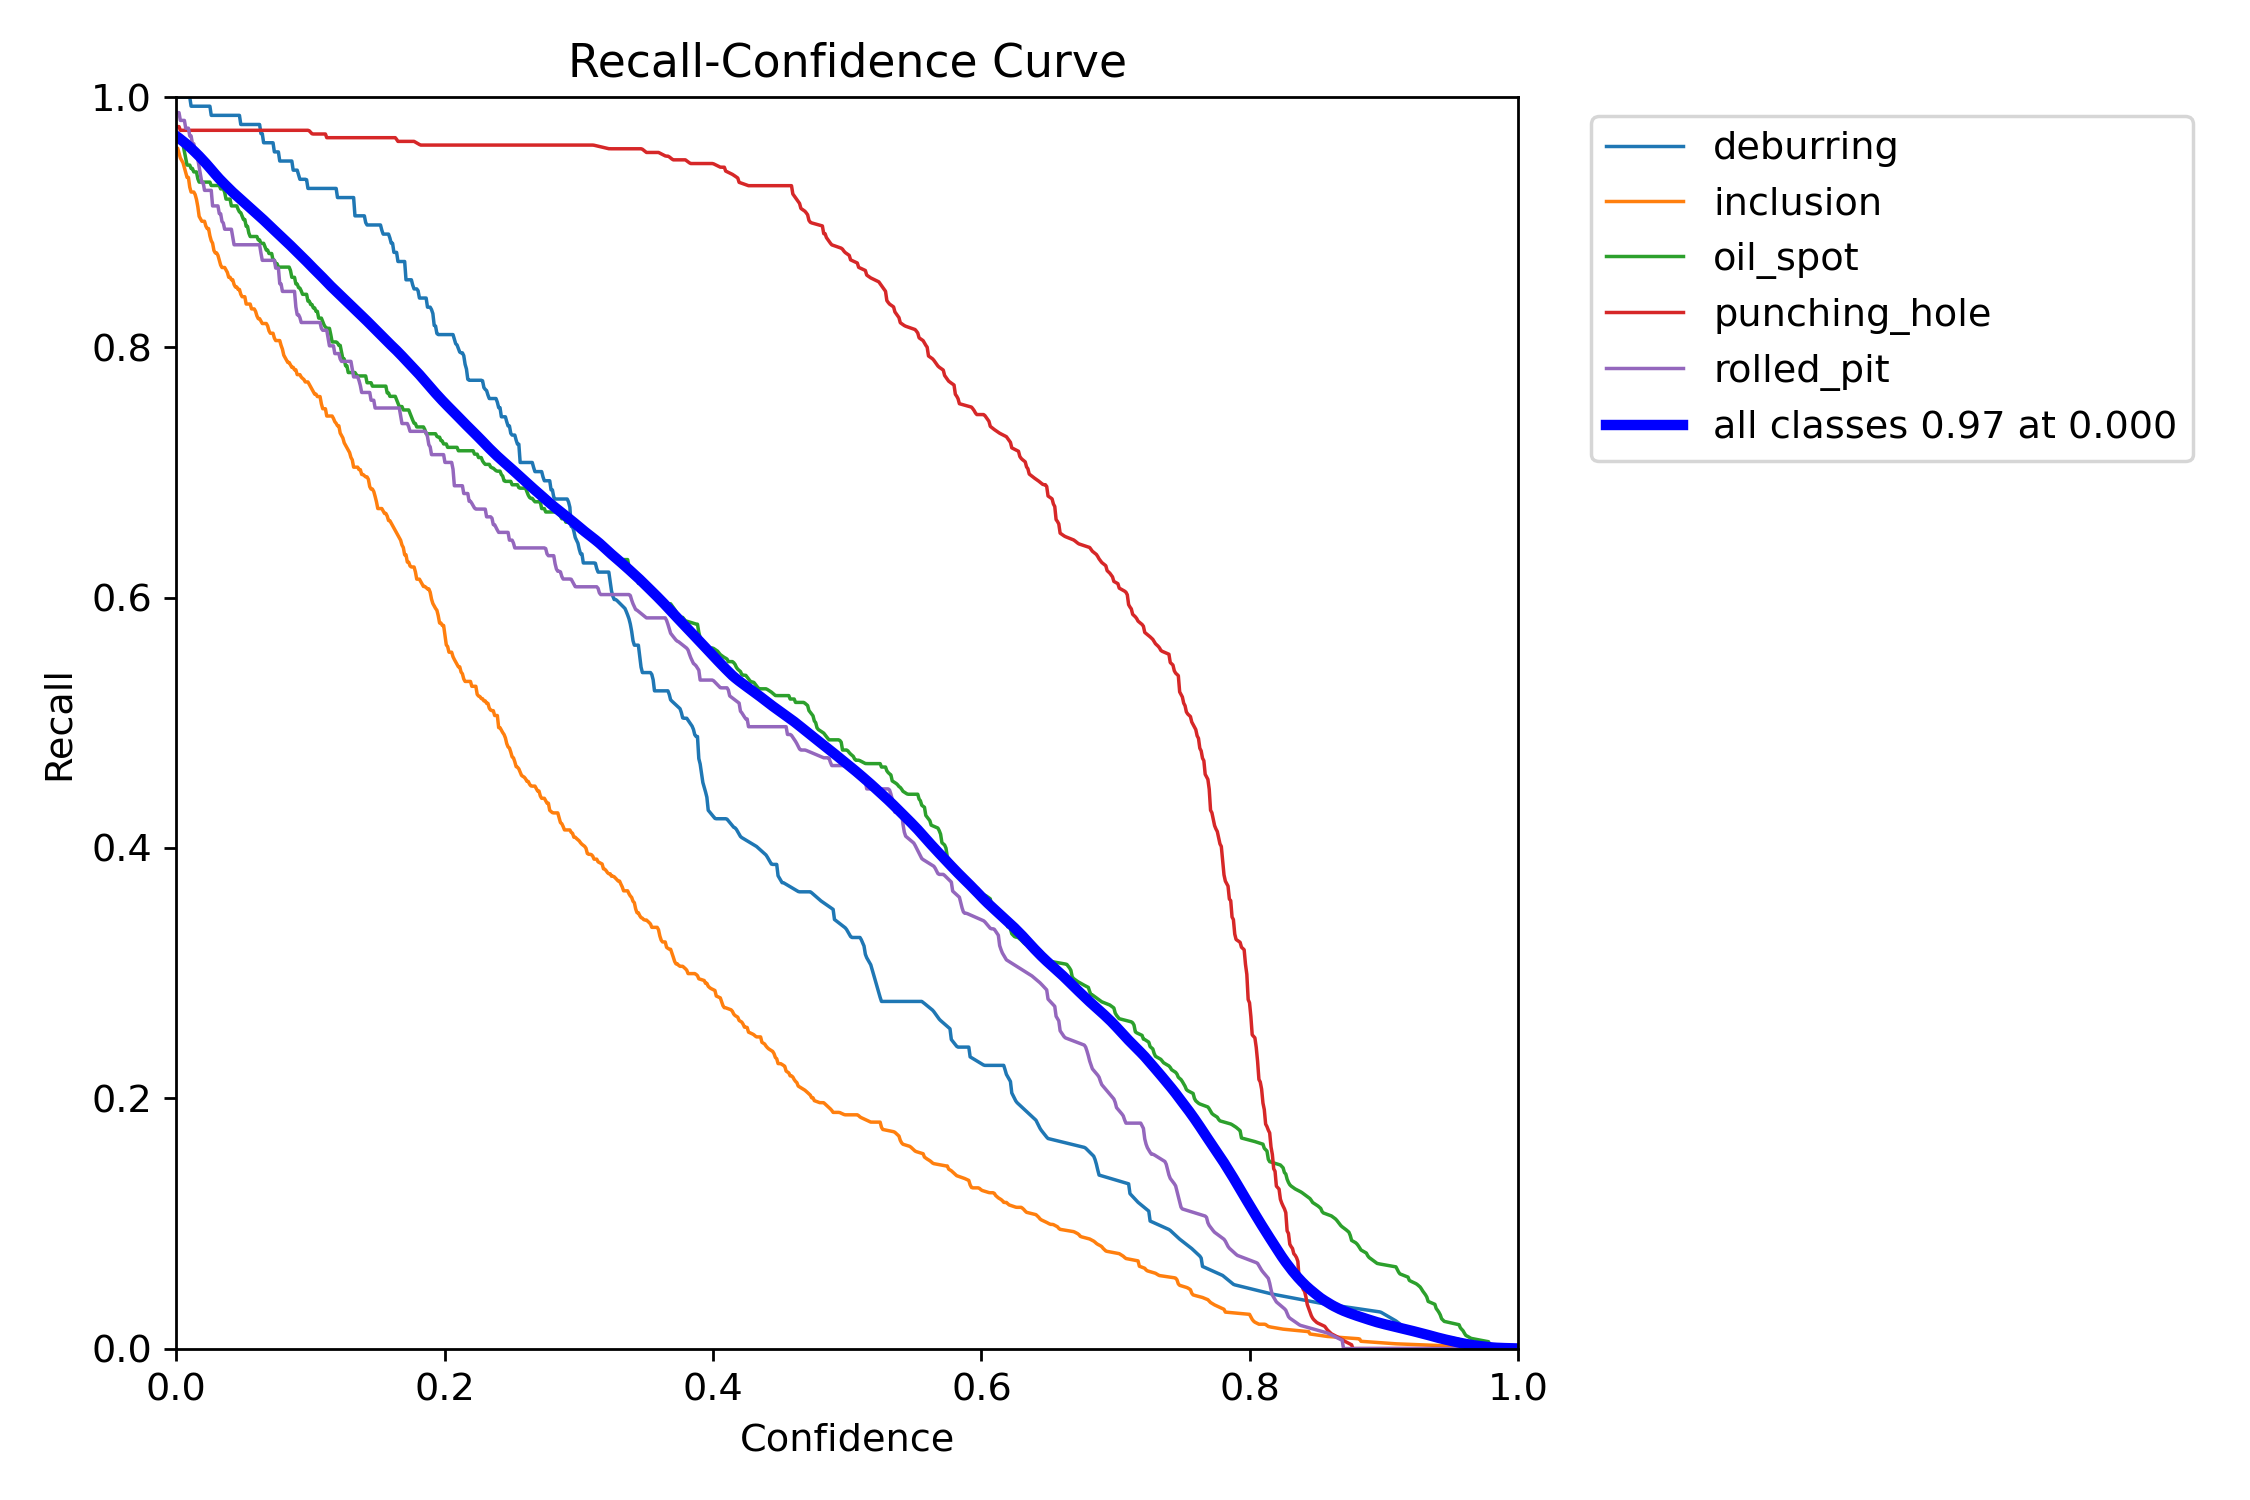 Recall-Confidence Curve
1.0
0.8
0.6
0.4
0.2
0.0
Recall
0.0 0.2 0.4 0.6 0.8 1.0
Confidence
deburring
inclusion
oil_spot
punching_hole
rolled_pit
all classes 0.97 at 0.000